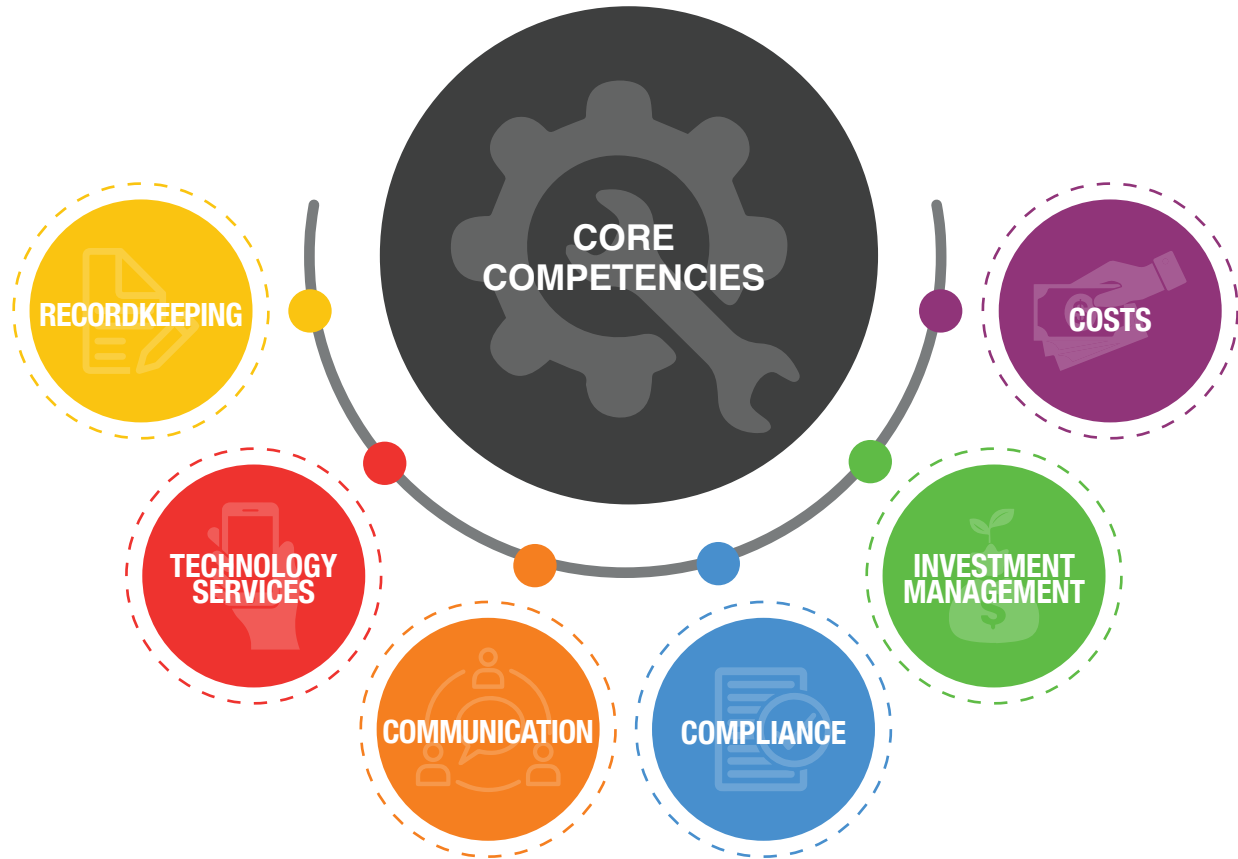 CORE
COMPETENCIES
RECORDKEEPING
COSTS
TECHNOLOGY
SERVICES
INVESTMENT
MANAGEMENT
$
COMMUNICATION
COMPLIANCE